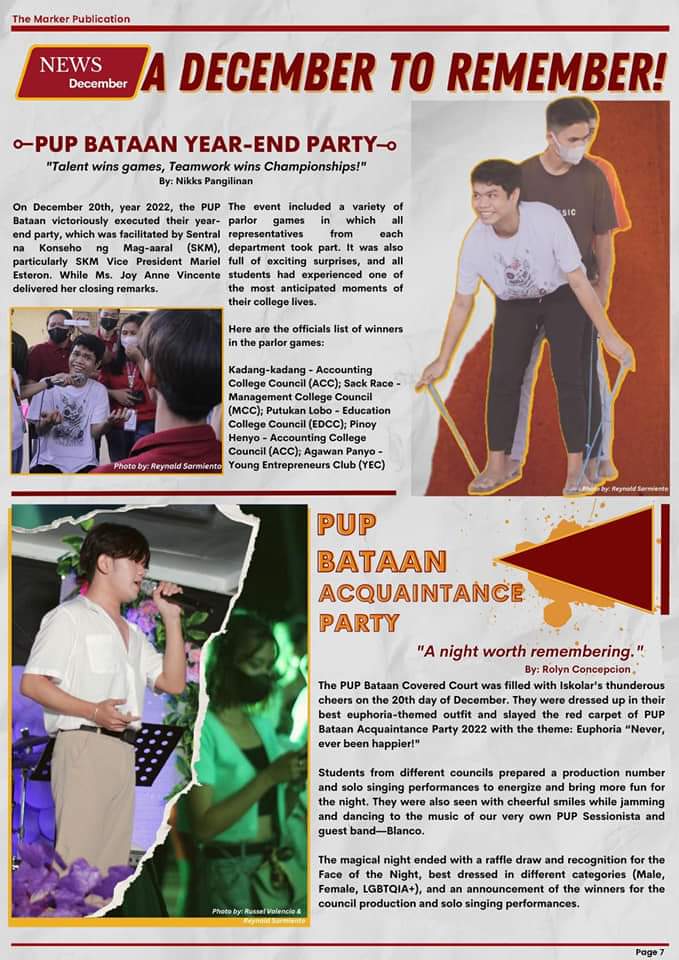 The Marker Publication
NEWS
December
A DECEMBER TO REMEMBER!
PUP BATAAN YEAR-END PARTY
"Talent wins games, Teamwork wins Championships!"
By: Nikks Pangilinan
On December 20th, year 2022, the PUP
Bataan victoriously executed their year-
end party, which was facilitated by Sentral
na Konseho ng Mag-aaral (SKM),
particularly SKM Vice President Mariel
Esteron. While Ms. Joy Anne Vincente
delivered her closing remarks.
Photo by: Reynald Sarmiento
The event included a variety of
parlor games in which all
representatives from each
department took part. It was also
full of exciting surprises, and all
students had experienced one of
the most anticipated moments of
their college lives.
Here are the officials list of winners
in the parlor games:
Kadang-kadang - Accounting
College Council (ACC); Sack Race -
Management College Council
(MCC); Putukan Lobo - Education
College Council (EDCC); Pinoy
Henyo - Accounting College
Council (ACC); Agawan Panyo -
Young Entrepreneurs Club (YEC)
Photo by: Reynald Sarmiento
PUP
BATAAN
ACQUAINTANCE
PARTY
"A night worth remembering."
By: Rolyn Concepcion
The PUP Bataan Covered Court was filled with Iskolar's thunderous
cheers on the 20th day of December. They were dressed up in their
best euphoria-themed outfit and slayed the red carpet of PUP
Bataan Acquaintance Party 2022 with the theme: Euphoria “Never,
ever been happier!"
Students from different councils prepared a production number
and solo singing performances to energize and bring more fun for
the night. They were also seen with cheerful smiles while jamming
and dancing to the music of our very own PUP Sessionista and
guest band—Blanco.
The magical night ended with a raffle draw and recognition for the
Face of the Night, best dressed in different categories (Male,
Female, LGBTQIA+), and an announcement of the winners for the
council production and solo singing performances.
Photo by: Russel Valencia &
Reynald Sarmiento
Page 7